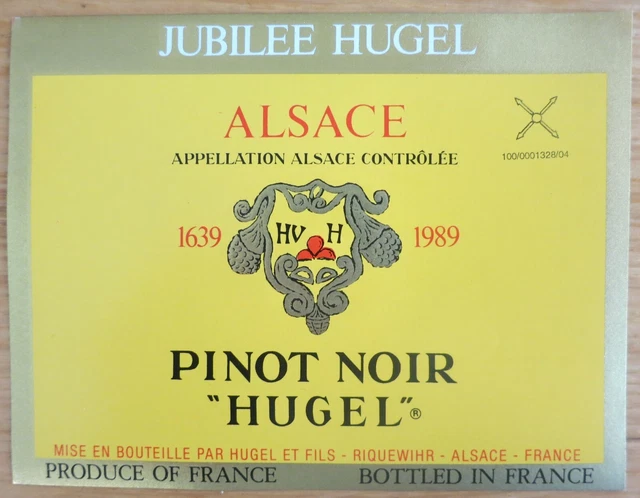 JUBILEE HUGEL
ALSACE
APPELLATION ALSACE CONTRÔLÉE
100/0001328/04
1639 HV H 1989
PINOT NOIR
"HUGEL"®
MISE EN BOUTEILLE PAR HUGEL ET FILS - RIQUEWIHR - ALSACE - FRANCE
PRODUCE OF FRANCE BOTTLED IN FRANCE